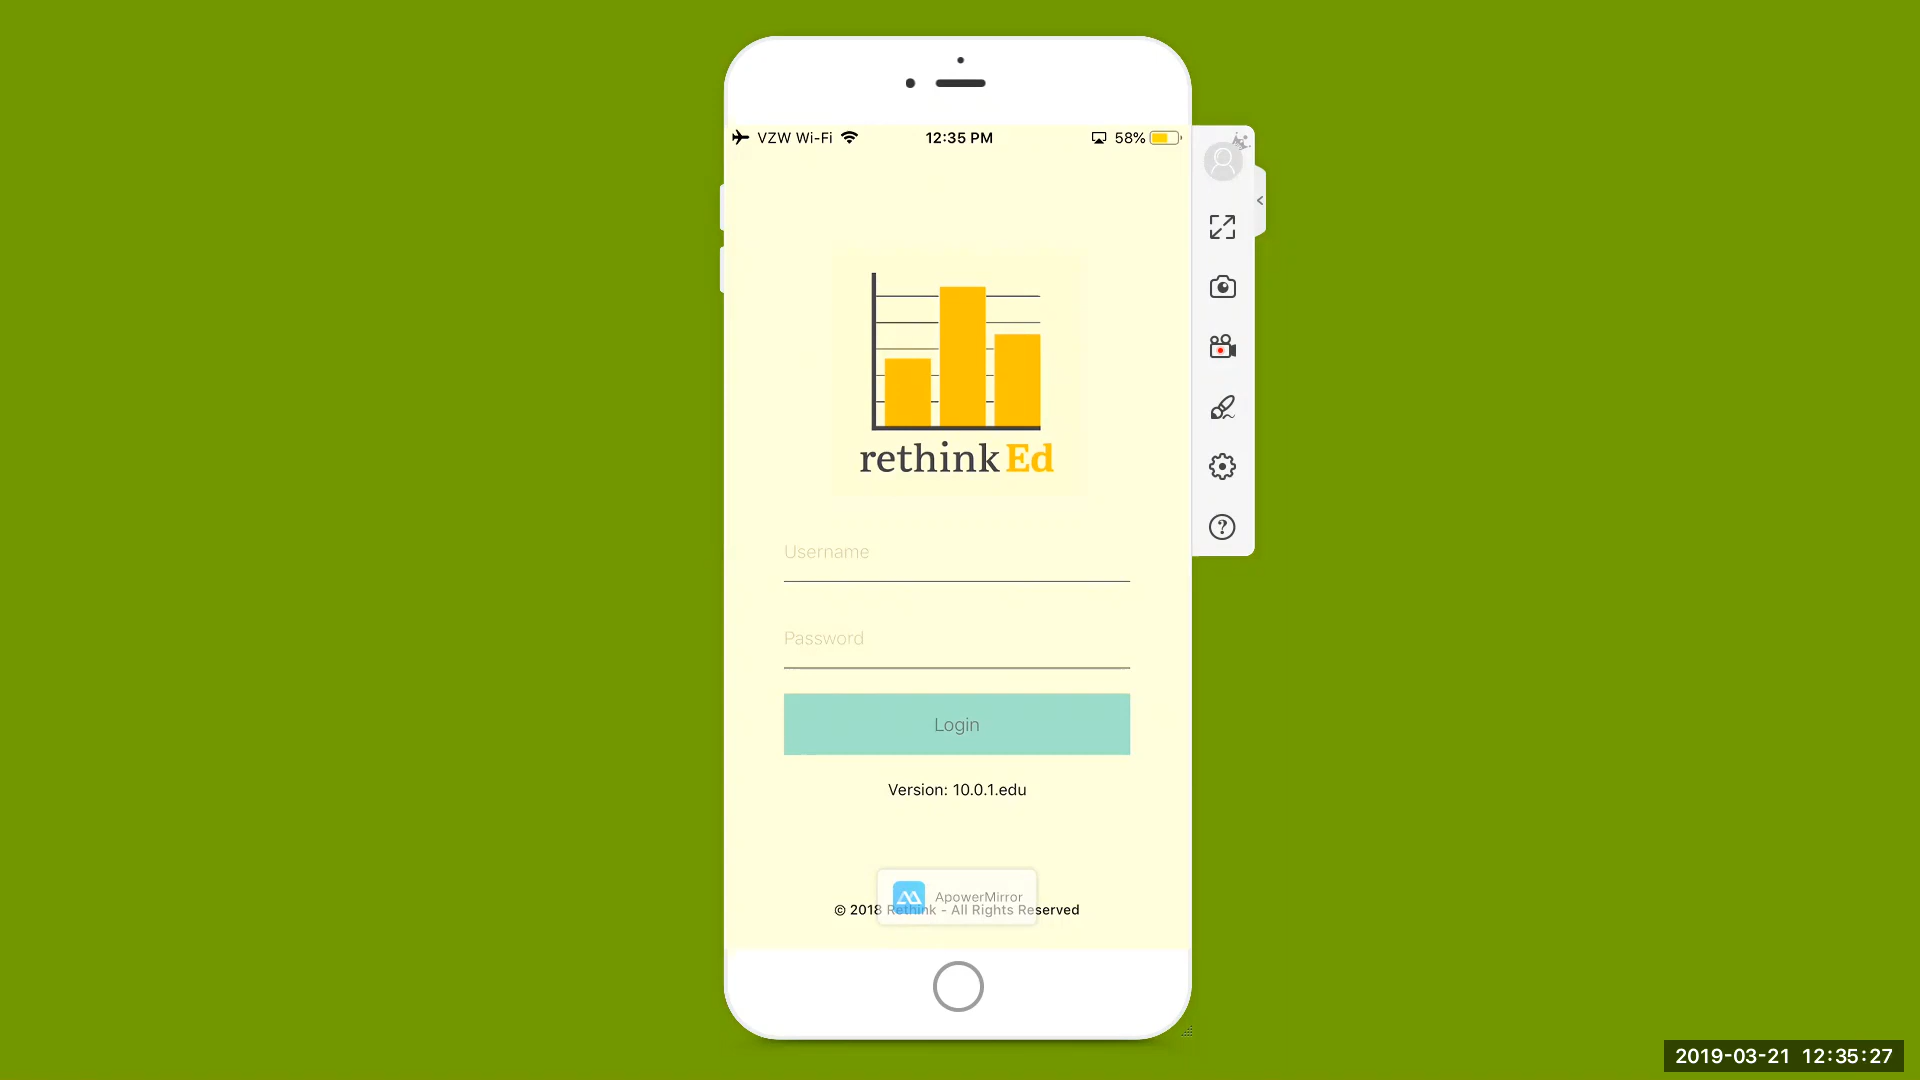 VZW Wi-Fi 12:35 PM 58%
rethink Ed
Username
Password
Login
Version: 10.0.1.edu
ApowerMirror
© 2018 Rethink - All Rights Reserved
2019-03-21 12:35:27